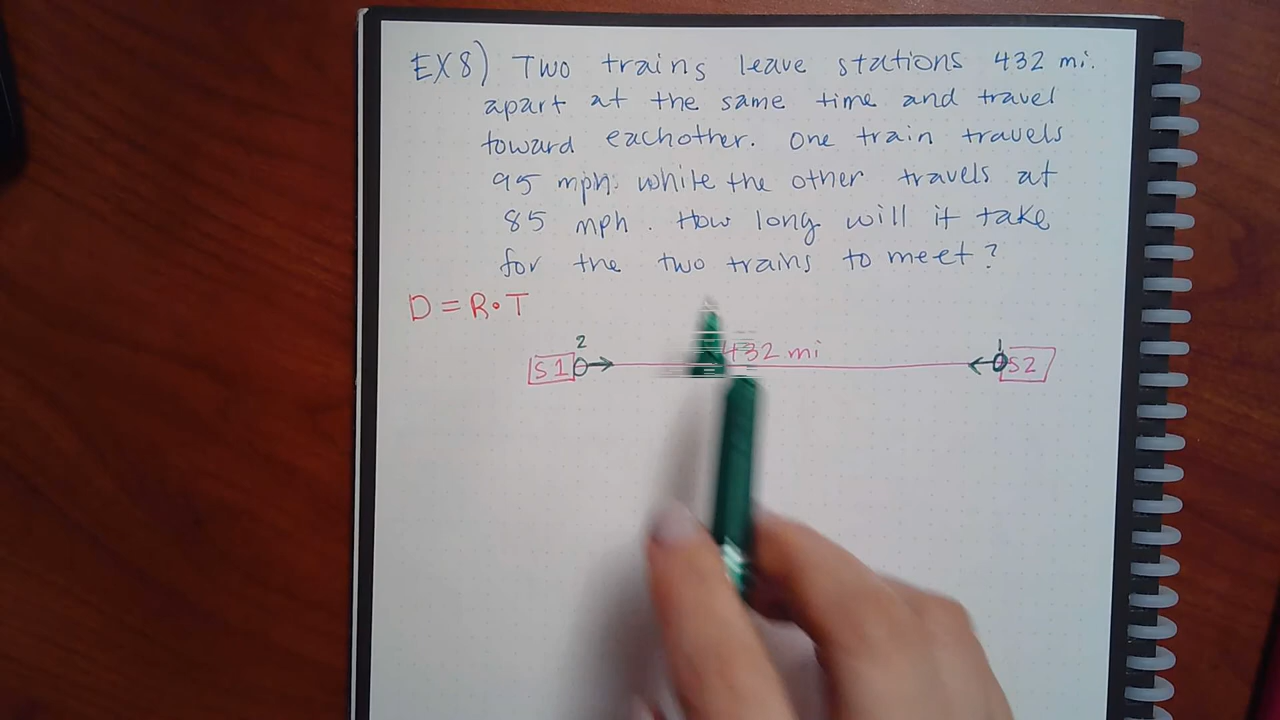 EX8) Two trains leave stations 432 mi.
apart at the same time and travel
toward eachother. One train travels
95 mph. while the other travels at
85 mph. How long will it take
for the two trains to meet?
D = R • T
2 432 mi 1
S1 S2